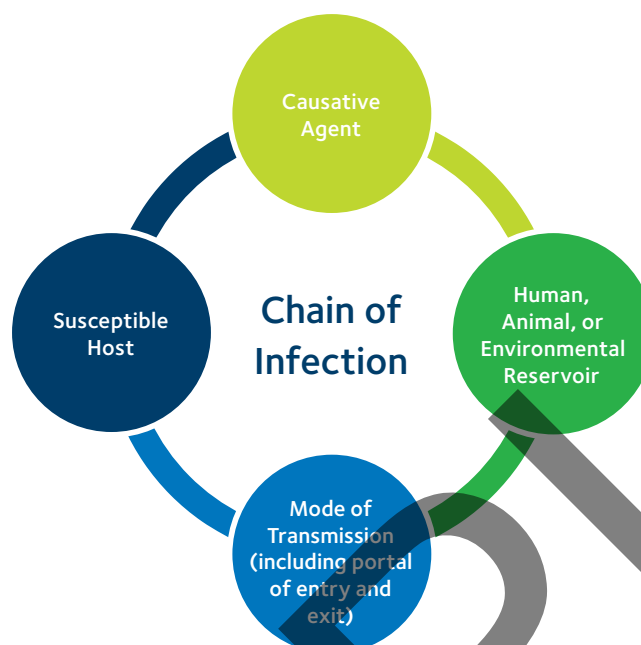 Causative
Agent
Human,
Animal, or
Environmental
Reservoir
Chain of
Infection
Susceptible
Host
Mode of
Transmission
(including portal
of entry and
exit)